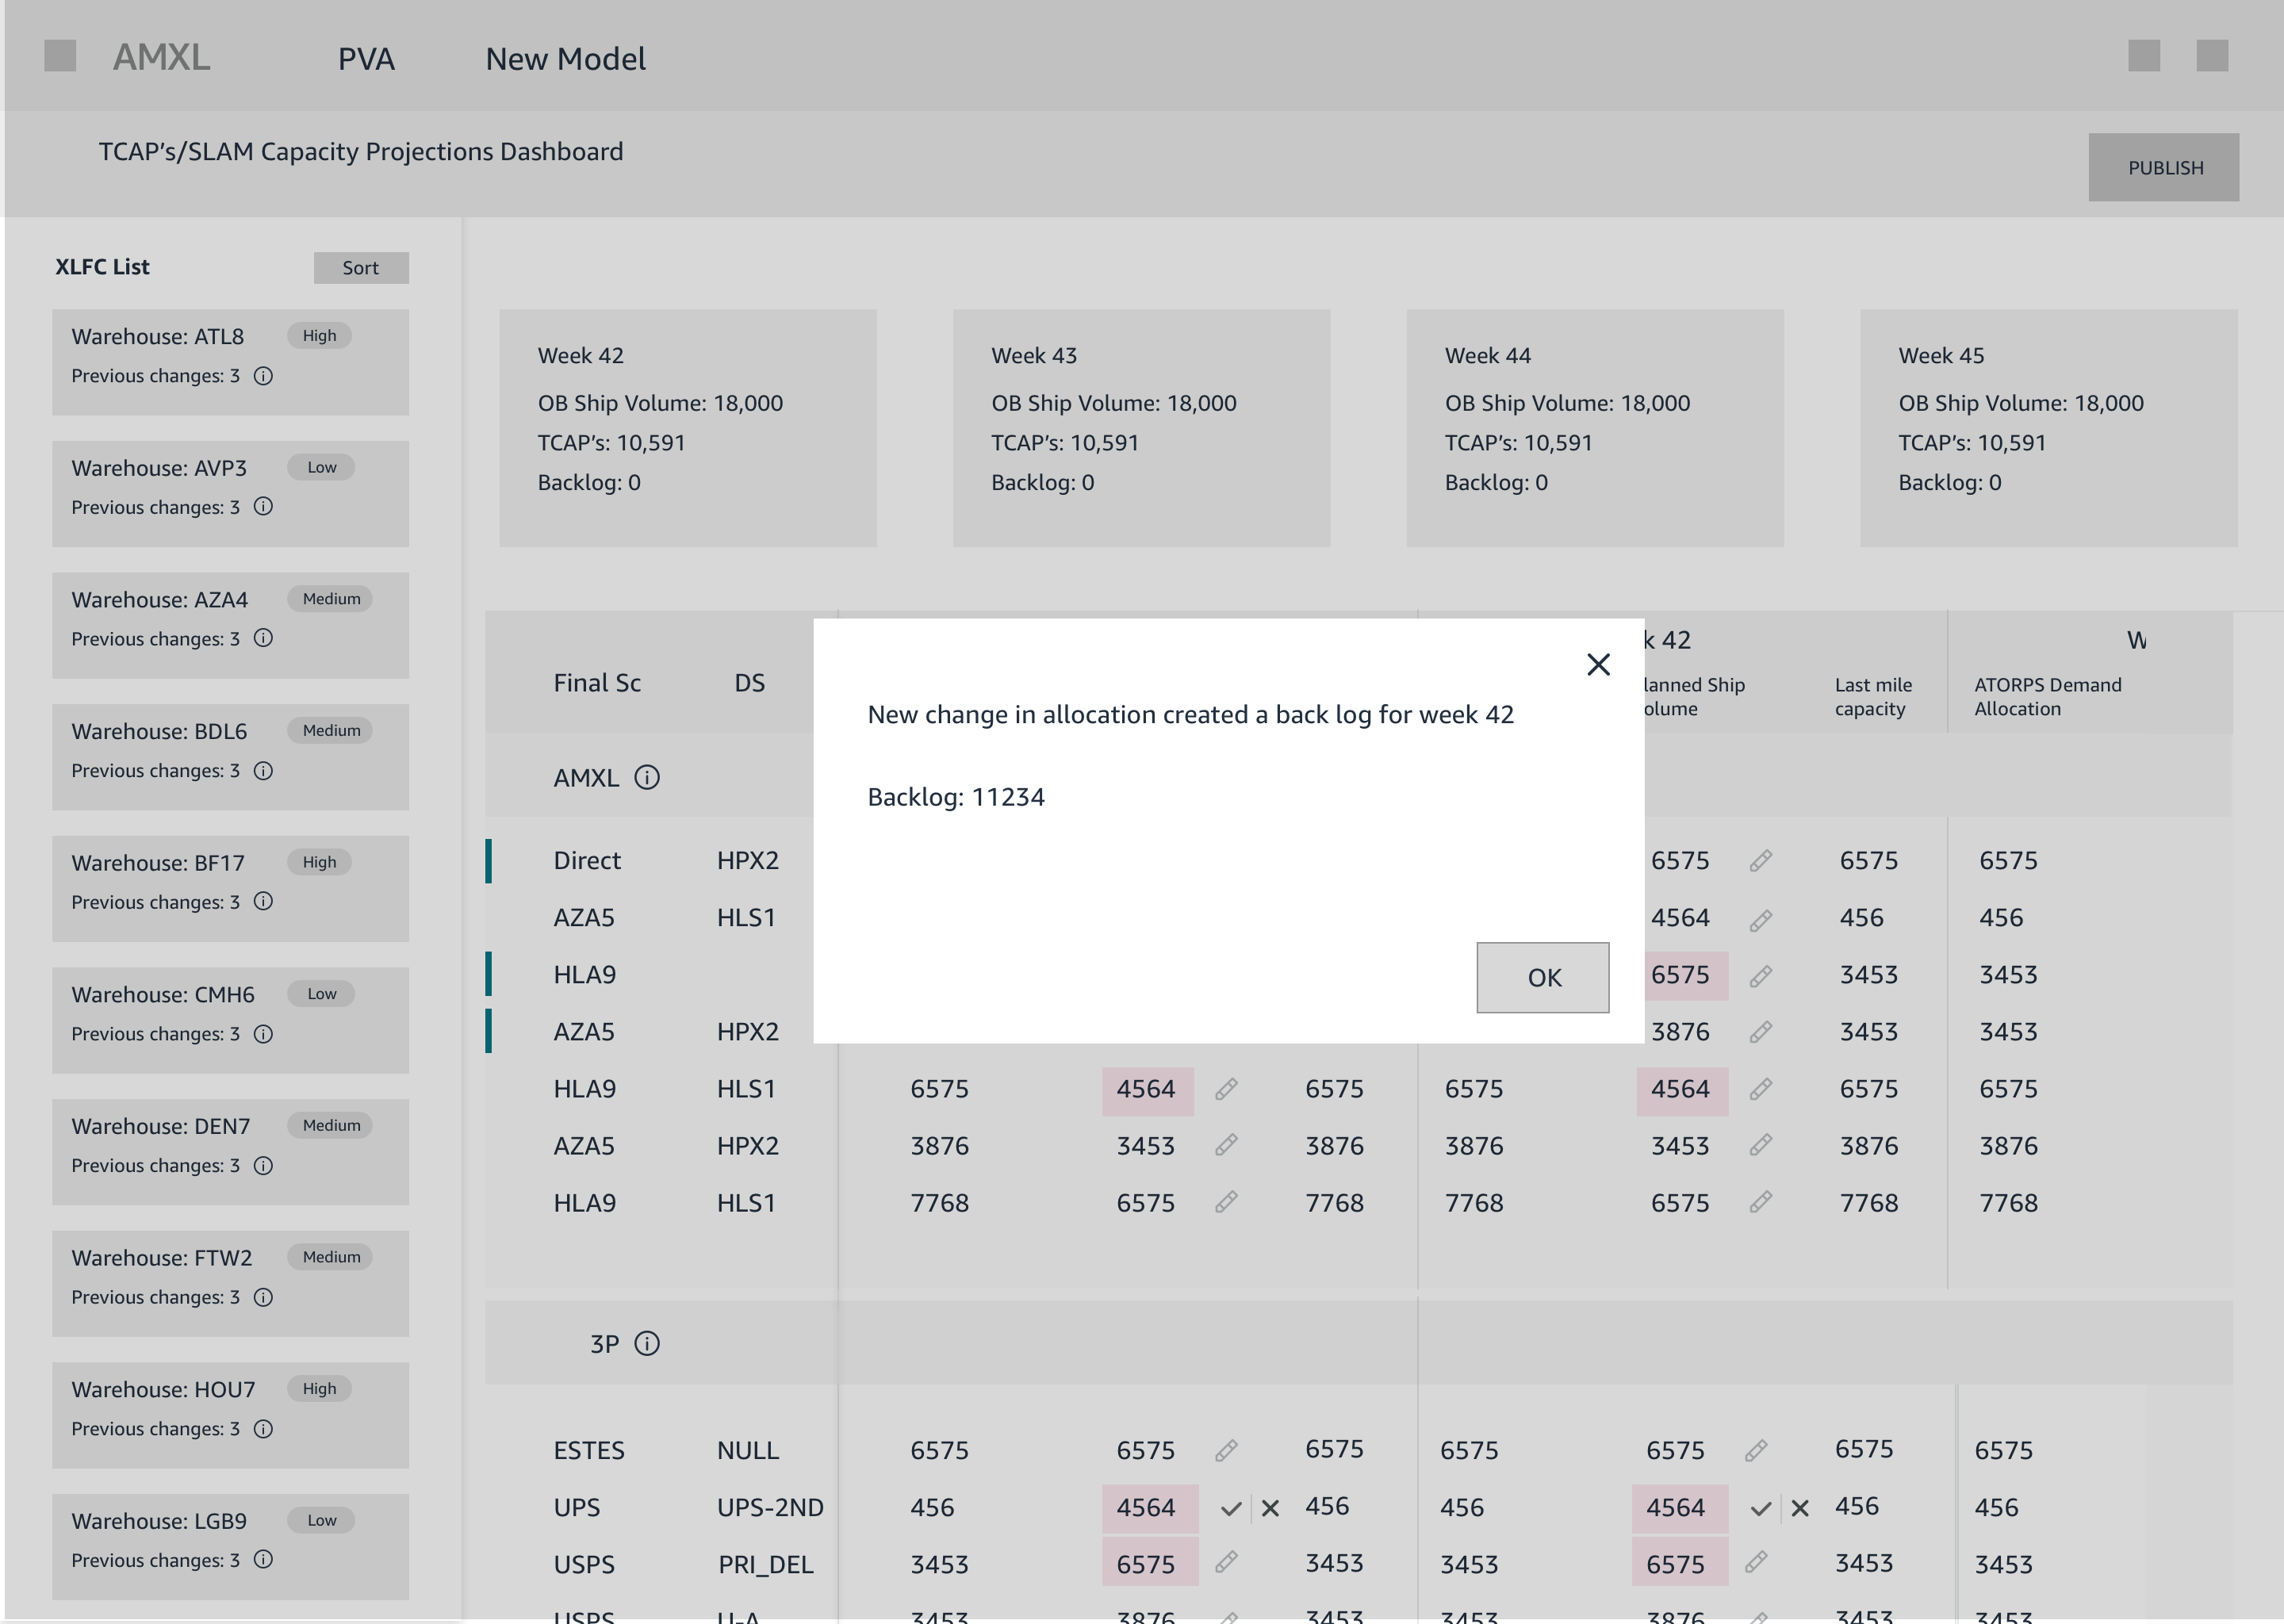 AMXL PVA New Model
TCAP's/SLAM Capacity Projections Dashboard
PUBLISH
XLFC List Sort
Warehouse: ATL8 High
Previous changes: 3
Warehouse: AVP3 Low
Previous changes: 3
Warehouse: AZA4 Medium
Previous changes: 3
Warehouse: BDL6 Medium
Previous changes: 3
Warehouse: BF17 High
Previous changes: 3
Warehouse: CMH6 Low
Previous changes: 3
Warehouse: DEN7 Medium
Previous changes: 3
Warehouse: FTW2 Medium
Previous changes: 3
Warehouse: HOU7 High
Previous changes: 3
Warehouse: LGB9 Low
Previous changes: 3
Week 42
OB Ship Volume: 18,000
TCAP's: 10,591
Backlog: 0
Week 43
OB Ship Volume: 18,000
TCAP's: 10,591
Backlog: 0
Week 44
OB Ship Volume: 18,000
TCAP's: 10,591
Backlog: 0
Week 45
OB Ship Volume: 18,000
TCAP's: 10,591
Backlog: 0
New change in allocation created a back log for week 42
Backlog: 11234
OK
k 42 W
Final Sc DS
lanned Ship Last mile ATORPS Demand
olume capacity Allocation
AMXL
Direct HPX2 6575 6575 6575
AZA5 HLS1 4564 456 456
HLA9 6575 3453 3453
AZA5 HPX2 3876 3453 3453
HLA9 HLS1 6575 4564 6575 6575 4564 6575 6575
AZA5 HPX2 3876 3453 3876 3876 3453 3876 3876
HLA9 HLS1 7768 6575 7768 7768 6575 7768 7768
3P
ESTES NULL 6575 6575 6575 6575 6575 6575 6575
UPS UPS-2ND 456 4564 456 456 4564 456 456
USPS PRI_DEL 3453 6575 3453 3453 6575 3453 3453
USPS U-A 3453 3876 3453 3453 3876 3453 3453